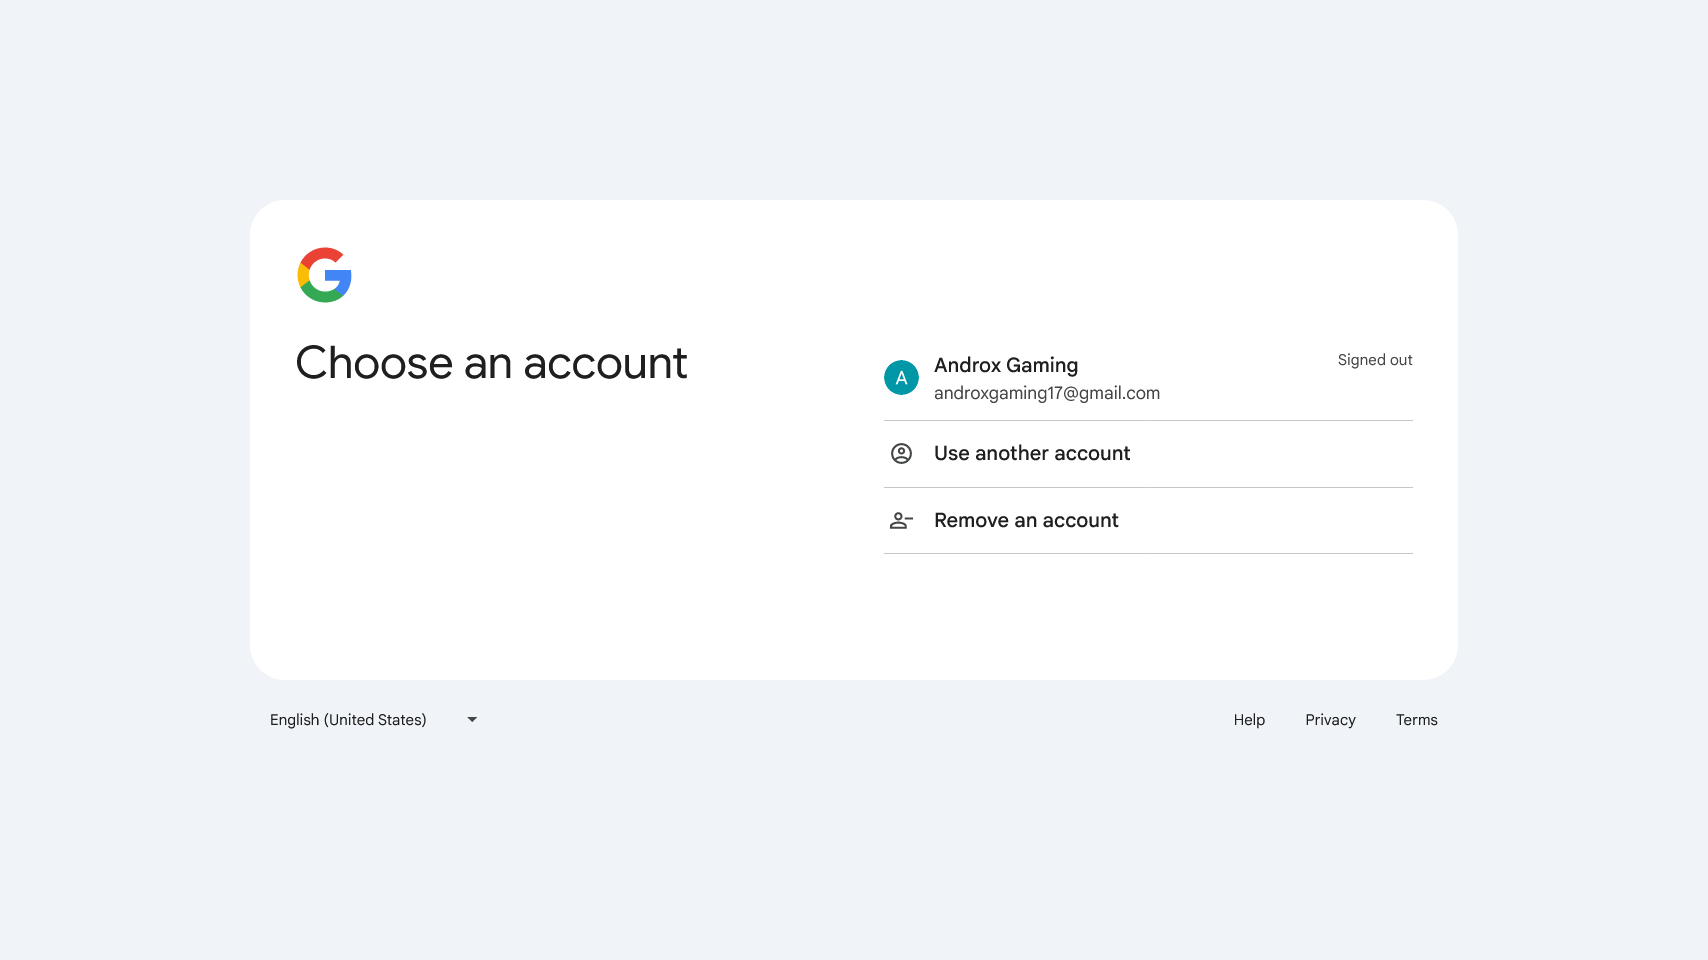 Choose an account
A
Androx Gaming
androxgaming17@gmail.com
Signed out
Use another account
Remove an account
English (United States)
Help
Privacy
Terms